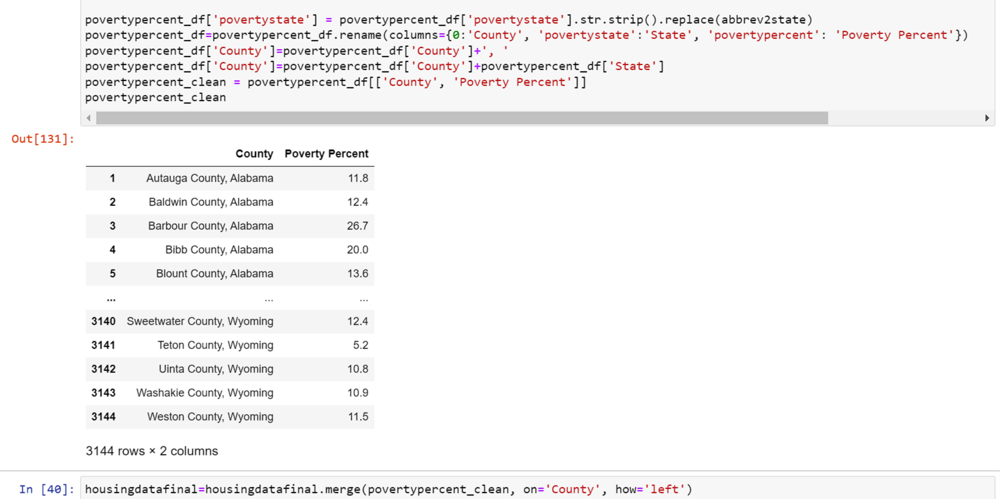 povertypercent_df['povertystate'] = povertypercent_df['povertystate'].str.strip().replace(abbrev2state)
povertypercent_df=povertypercent_df.rename(columns={0:'County', 'povertystate':'State', 'povertypercent': 'Poverty Percent'})
povertypercent_df['County']=povertypercent_df['County']+', '
povertypercent_df['County']=povertypercent_df['County']+povertypercent_df['State']
povertypercent_clean = povertypercent_df[['County', 'Poverty Percent']]
povertypercent_clean
Out[131]:
County Poverty Percent
1 Autauga County, Alabama 11.8
2 Baldwin County, Alabama 12.4
3 Barbour County, Alabama 26.7
4 Bibb County, Alabama 20.0
5 Blount County, Alabama 13.6
... ... ...
3140 Sweetwater County, Wyoming 12.4
3141 Teton County, Wyoming 5.2
3142 Uinta County, Wyoming 10.8
3143 Washakie County, Wyoming 10.9
3144 Weston County, Wyoming 11.5
3144 rows × 2 columns
In [40]: housingdatafinal=housingdatafinal.merge(povertypercent_clean, on='County', how='left')